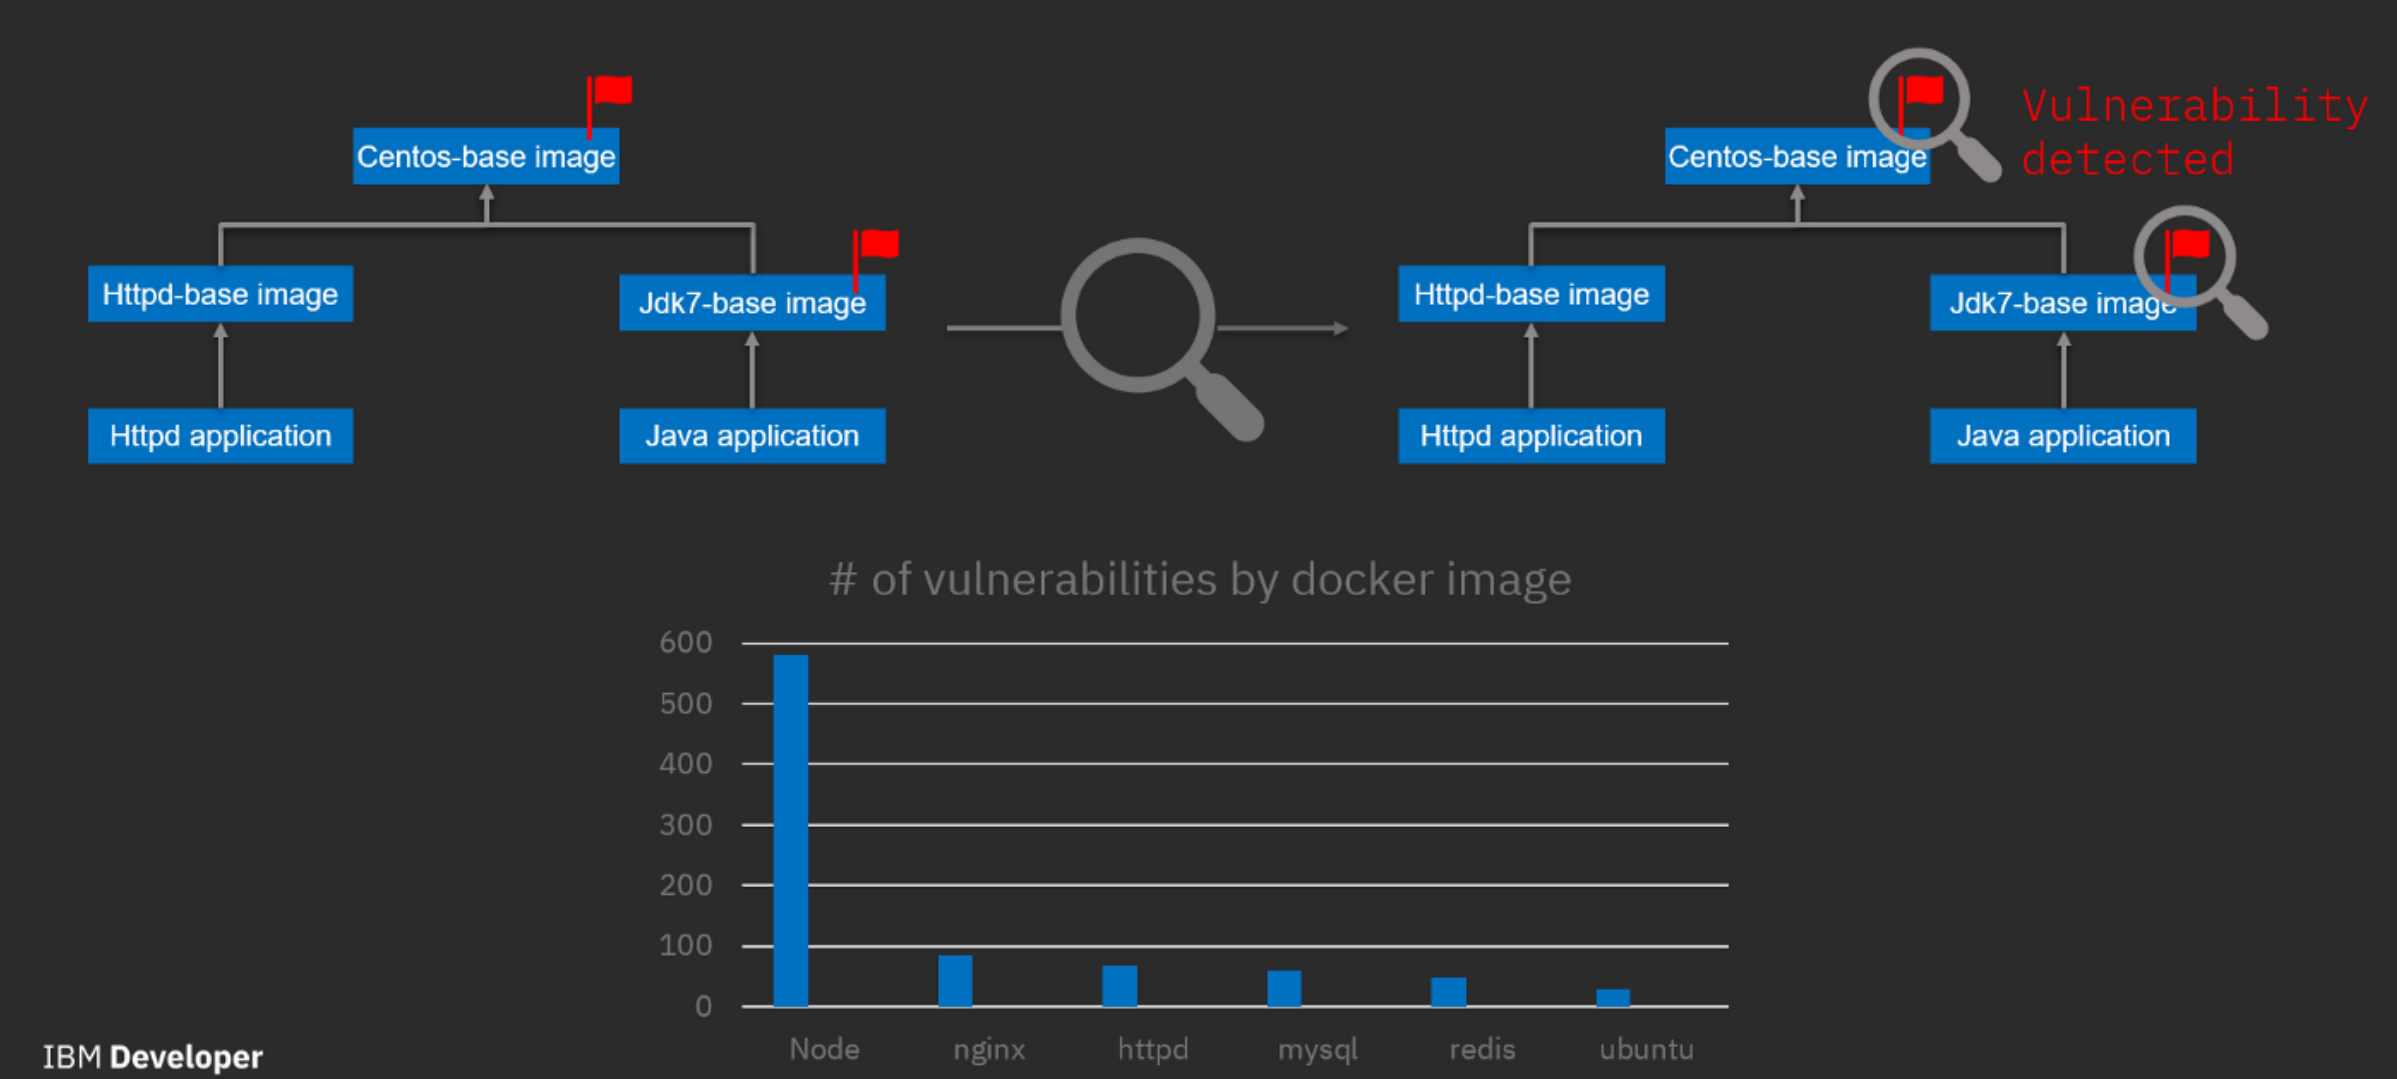 Centos-base image
Httpd-base image
Jdk7-base image
Httpd application
Java application
Vulnerability
detected
Centos-base image
Httpd-base image
Jdk7-base image
Httpd application
Java application
# of vulnerabilities by docker image
600
500
400
300
200
100
0
Node nginx httpd mysql redis ubuntu
IBM Developer